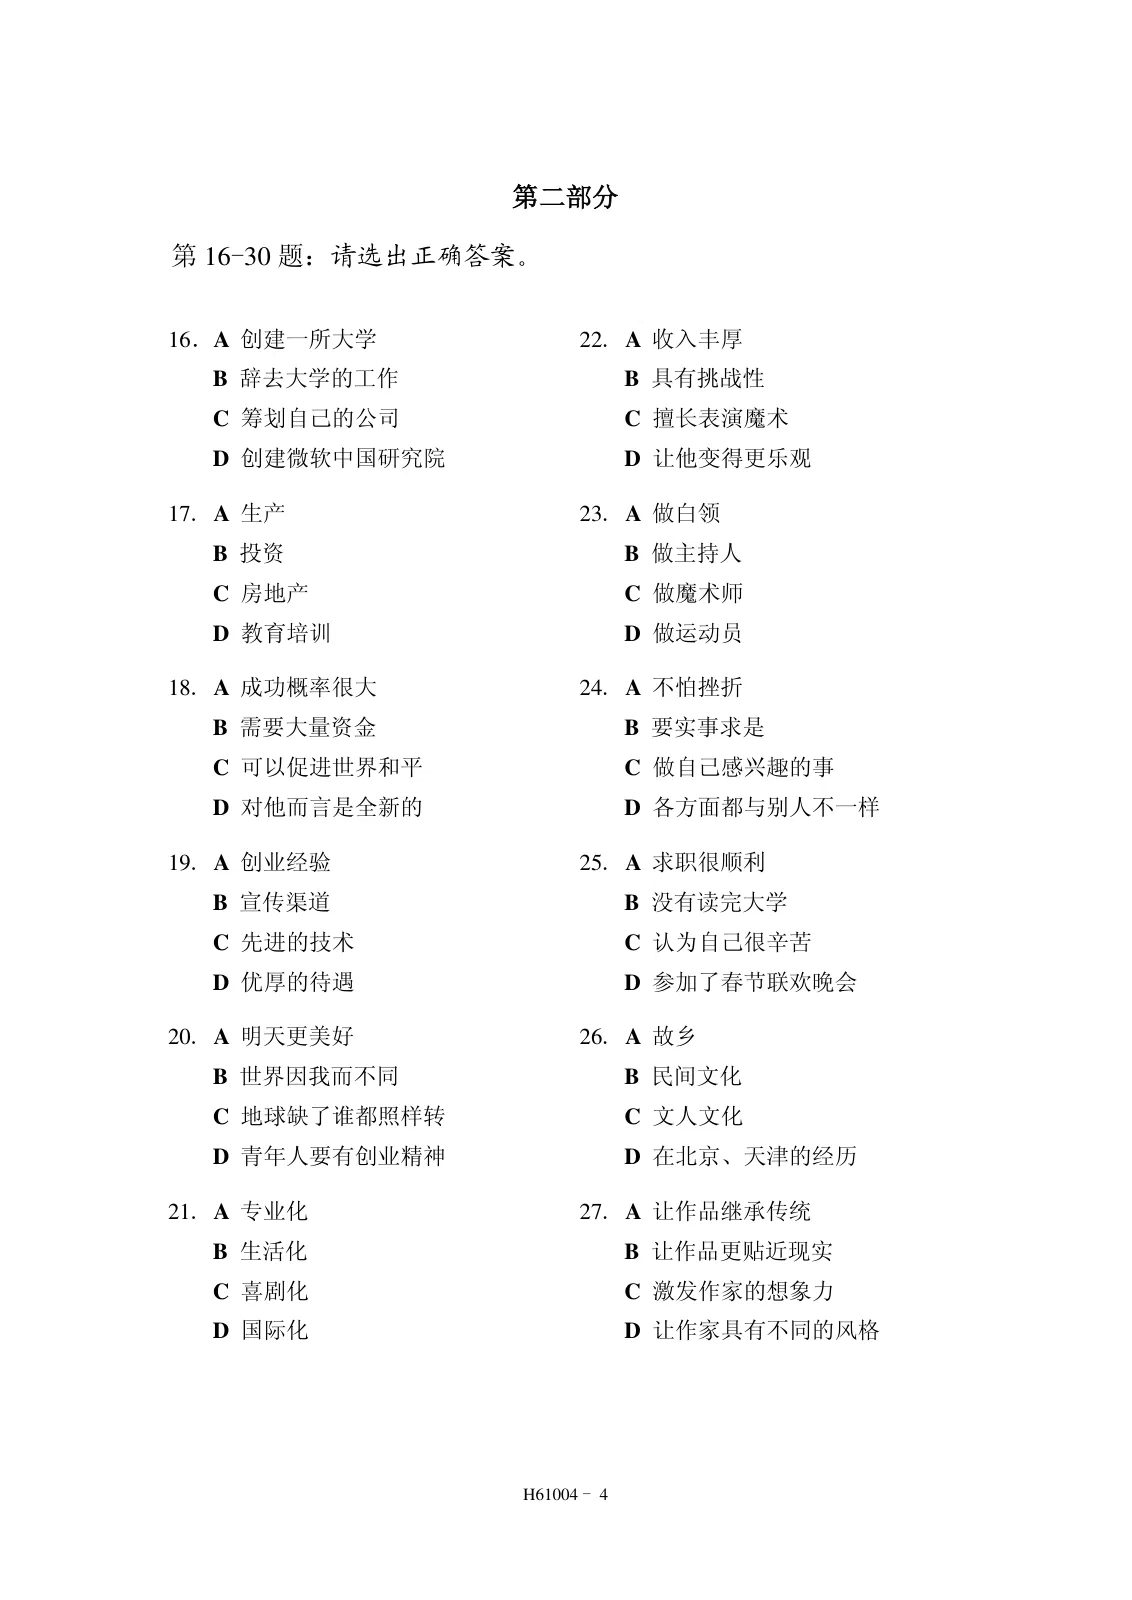 第二部分
第 16-30 题：请选出正确答案。
16. A 创建一所大学
B 辞去大学的工作
C 筹划自己的公司
D 创建微软中国研究院
17. A 生产
B 投资
C 房地产
D 教育培训
18. A 成功概率很大
B 需要大量资金
C 可以促进世界和平
D 对他而言是全新的
19. A 创业经验
B 宣传渠道
C 先进的技术
D 优厚的待遇
20. A 明天更美好
B 世界因我而不同
C 地球缺了谁都照样转
D 青年人要有创业精神
21. A 专业化
B 生活化
C 喜剧化
D 国际化
22. A 收入丰厚
B 具有挑战性
C 擅长表演魔术
D 让他变得更乐观
23. A 做白领
B 做主持人
C 做魔术师
D 做运动员
24. A 不怕挫折
B 要实事求是
C 做自己感兴趣的事
D 各方面都与别人不一样
25. A 求职很顺利
B 没有读完大学
C 认为自己很辛苦
D 参加了春节联欢晚会
26. A 故乡
B 民间文化
C 文人文化
D 在北京、天津的经历
27. A 让作品继承传统
B 让作品更贴近现实
C 激发作家的想象力
D 让作家具有不同的风格
H61004 - 4